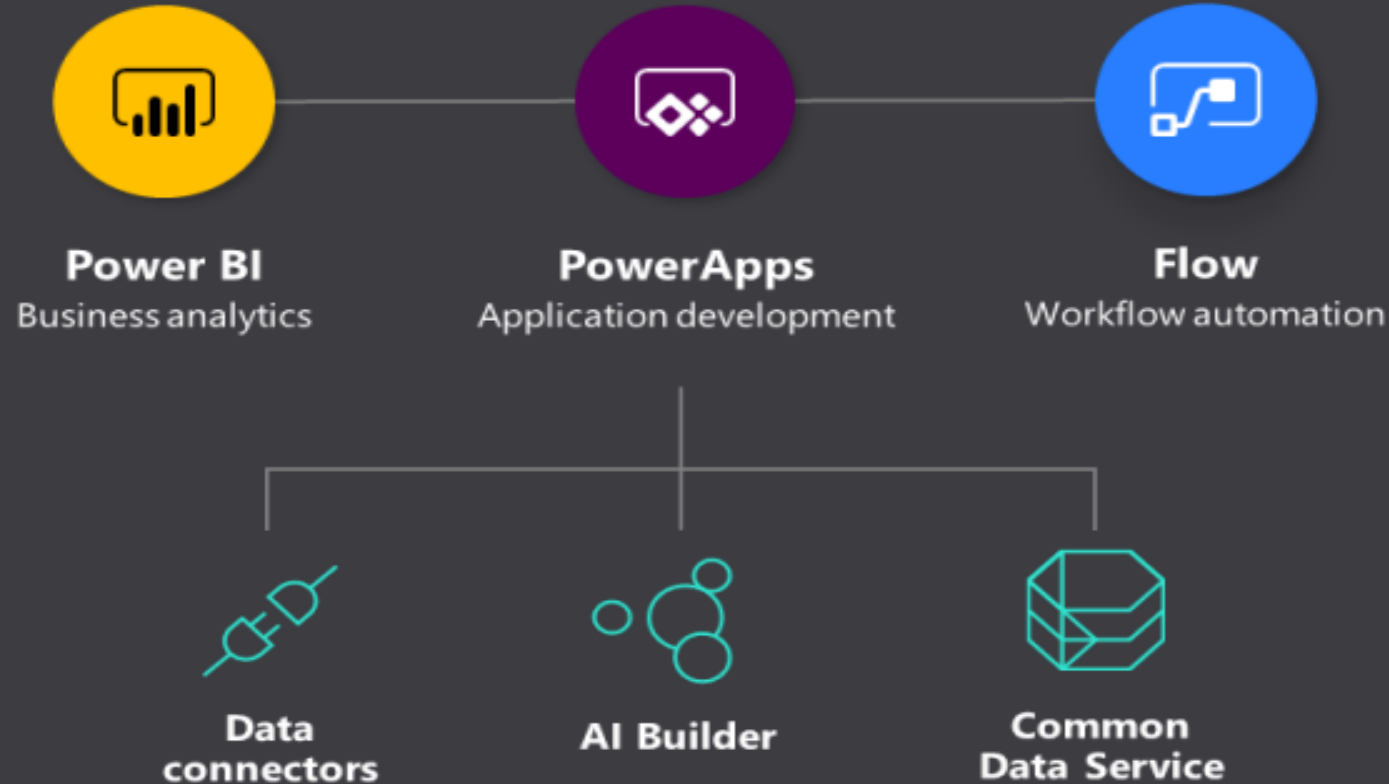 Power BI
Business analytics
PowerApps
Application development
Flow
Workflow automation
Data
connectors
AI Builder
Common
Data Service